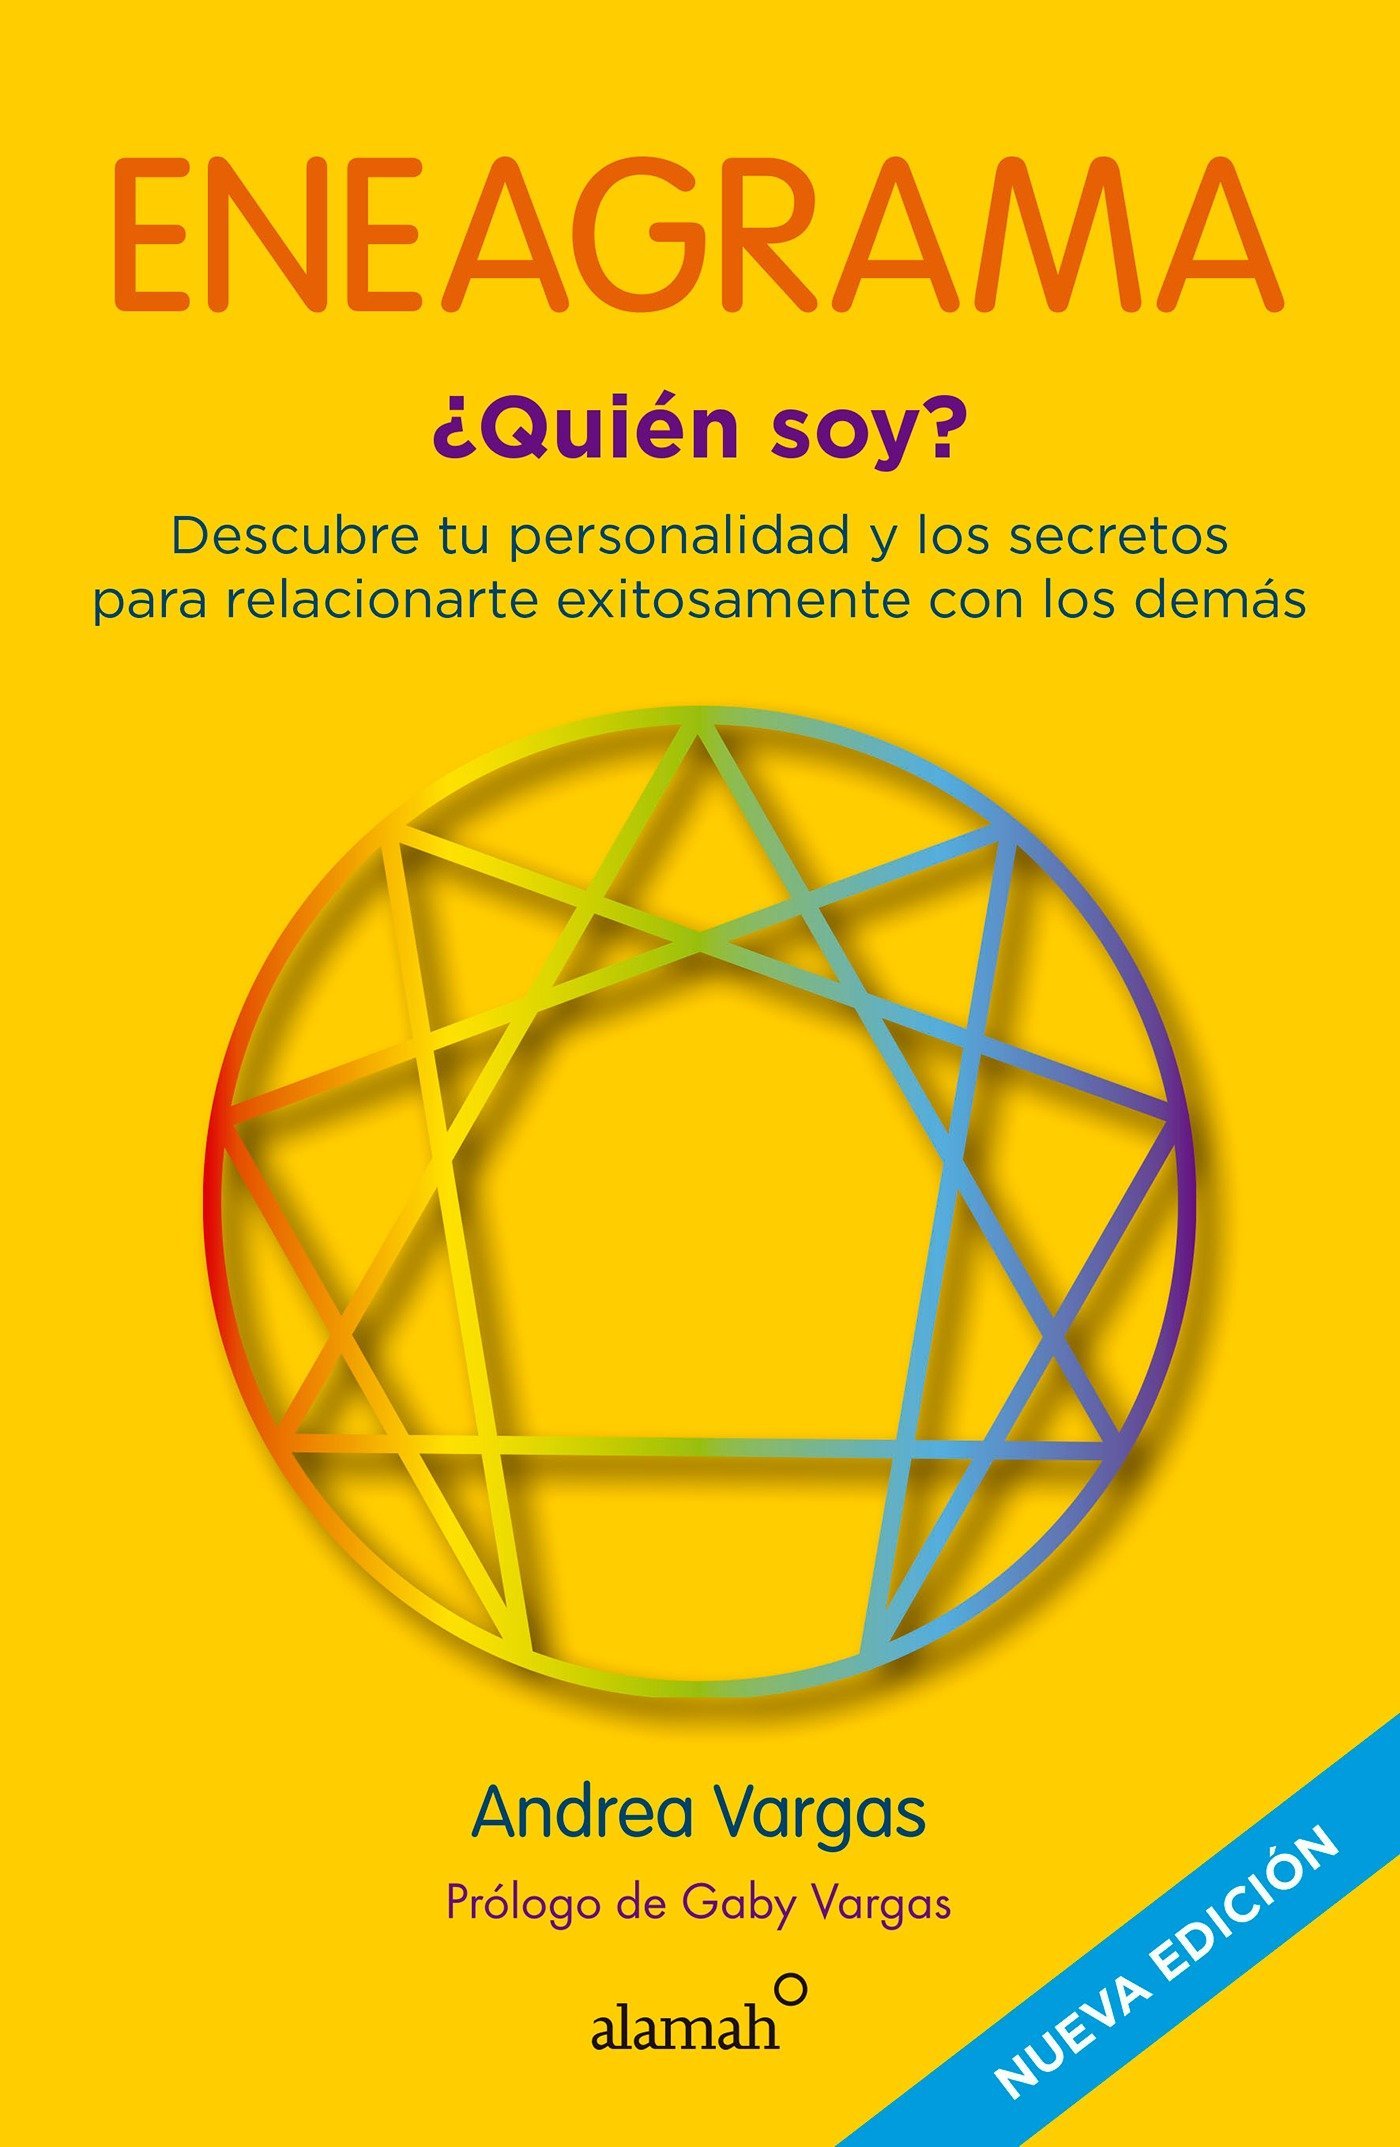 ENEAGRAMA
¿Quién soy?
Descubre tu personalidad y los secretos
para relacionarte exitosamente con los demás
Andrea Vargas
Prólogo de Gaby Vargas
alamah
NUEVA EDICIÓN